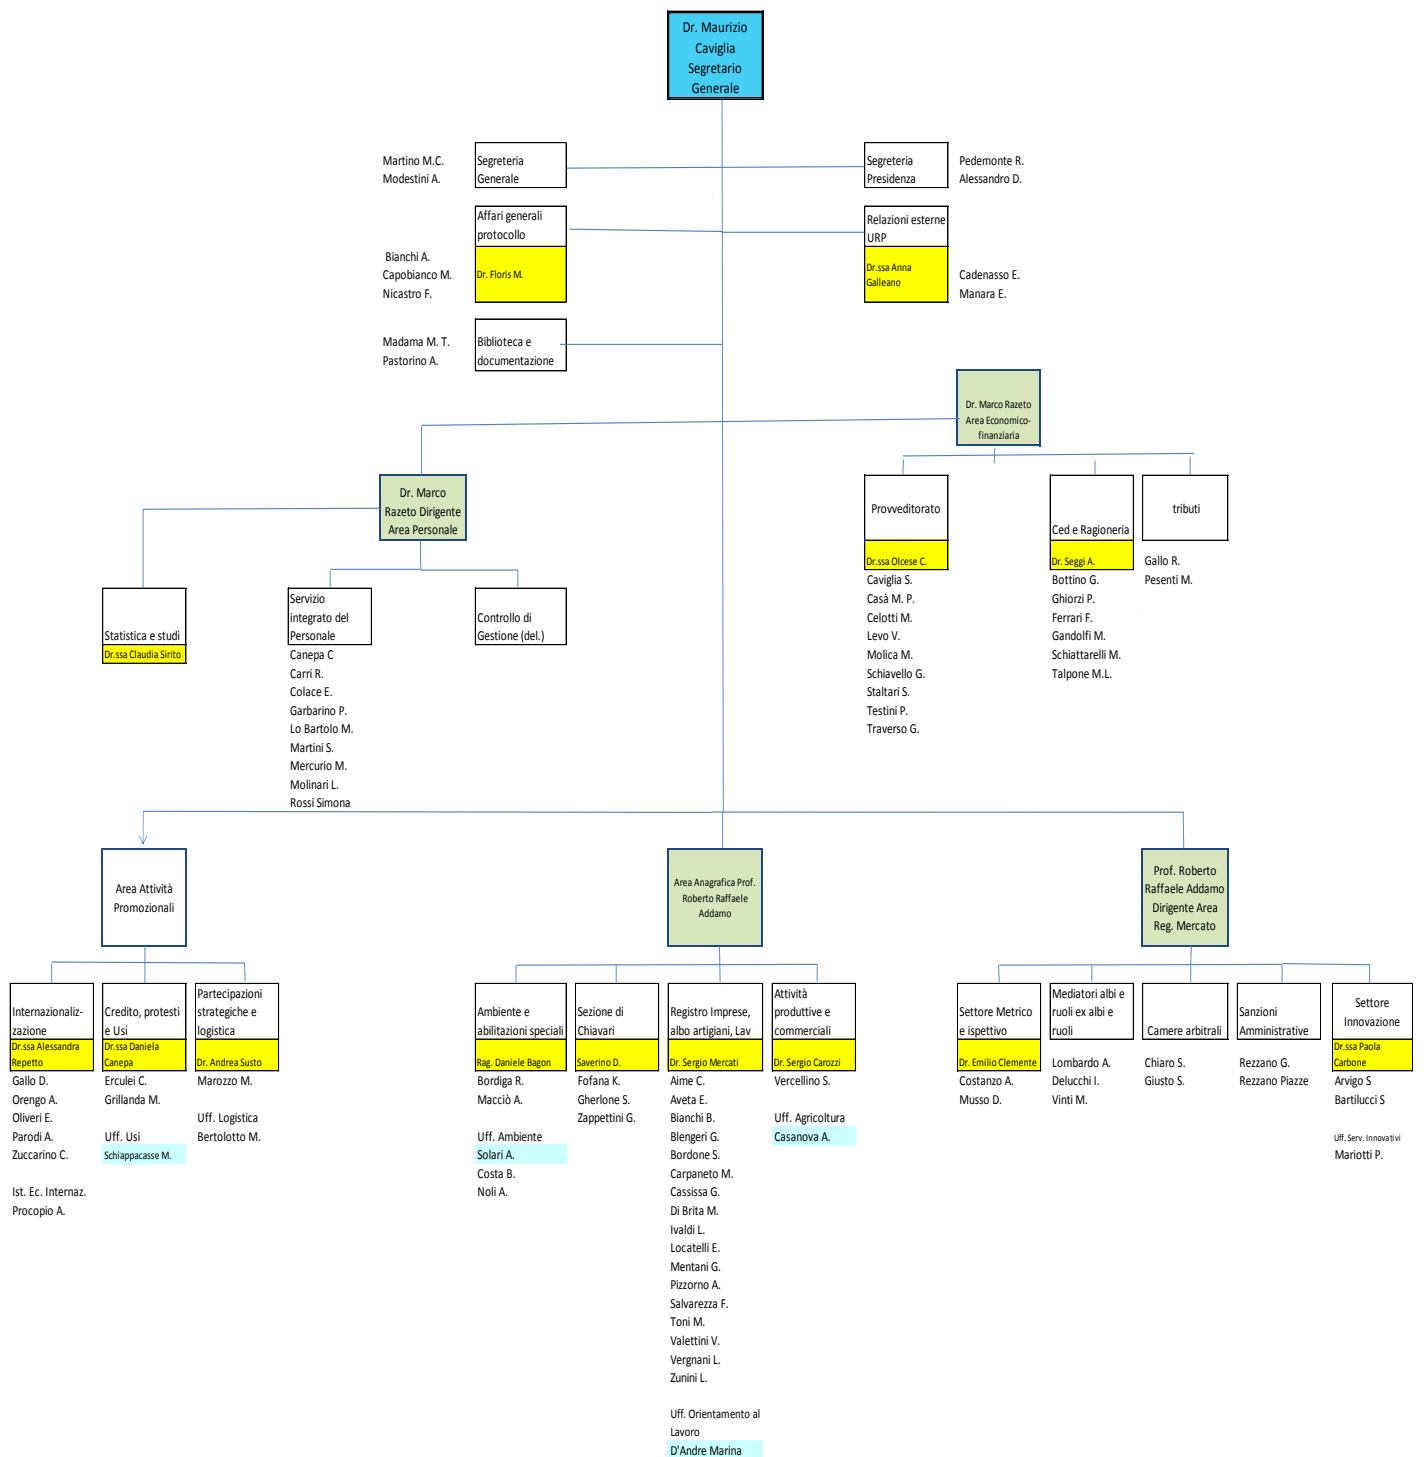 Dr. Maurizio
Caviglia
Segretario
Generale
Martino M.C.
Modestini A.
Segreteria
Generale
Segreteria
Presidenza
Pedemonte R.
Alessandro D.
Affari generali
protocollo
Dr. Floris M.
Bianchi A.
Capobianco M.
Nicastro F.
Relazioni esterne
URP
Dr.ssa Anna
Galleano
Cadenasso E.
Manara E.
Madama M. T.
Pastorino A.
Biblioteca e
documentazione
Dr. Marco Razeto
Area Economico-
finanziaria
Dr. Marco
Razeto Dirigente
Area Personale
Provveditorato
Dr.ssa Olcese C.
Caviglia S.
Casà M. P.
Celotti M.
Levo V.
Molica M.
Schiavello G.
Staltari S.
Testini P.
Traverso G.
Ced e Ragioneria
Dr. Seggi A.
Bottino G.
Ghiorzi P.
Ferrari F.
Gandolfi M.
Schiattarelli M.
Talpone M.L.
tributi
Gallo R.
Pesenti M.
Statistica e studi
Dr.ssa Claudia Sirito
Servizio
integrato del
Personale
Canepa C
Carri R.
Colace E.
Garbarino P.
Lo Bartolo M.
Martini S.
Mercurio M.
Molinari L.
Rossi Simona
Controllo di
Gestione (del.)
Area Attività
Promozionali
Area Anagrafica Prof.
Roberto Raffaele
Addamo
Prof. Roberto
Raffaele Addamo
Dirigente Area
Reg. Mercato
Internazionaliz-
zazione
Dr.ssa Alessandra
Repetto
Gallo D.
Orengo A.
Oliveri E.
Parodi A.
Zuccarino C.
Ist. Ec. Internaz.
Procopio A.
Credito, protesti
e Usi
Dr.ssa Daniela
Canepa
Erculei C.
Grillanda M.
Uff. Usi
Schiappacasse M.
Partecipazioni
strategiche e
logistica
Dr. Andrea Susto
Marozzo M.
Uff. Logistica
Bertolotto M.
Ambiente e
abilitazioni speciali
Rag. Daniele Bagon
Bordiga R.
Macciò A.
Uff. Ambiente
Solari A.
Costa B.
Noli A.
Sezione di
Chiavari
Saverino D.
Fofana K.
Gherlone S.
Zappettini G.
Registro Imprese,
albo artigiani, Lav
Dr. Sergio Mercati
Aime C.
Aveta E.
Bianchi B.
Blengeri G.
Bordone S.
Carpaneto M.
Cassissa G.
Di Brita M.
Ivaldi L.
Locatelli E.
Mentani G.
Pizzorno A.
Salvarezza F.
Toni M.
Valettini V.
Vergnani L.
Zunini L.
Uff. Orientamento al
Lavoro
D'Andre Marina
Attività
produttive e
commerciali
Dr. Sergio Carozzi
Vercellino S.
Uff. Agricoltura
Casanova A.
Settore Metrico
e ispettivo
Dr. Emilio Clemente
Costanzo A.
Musso D.
Mediatori albi e
ruoli ex albi e
ruoli
Lombardo A.
Delucchi I.
Vinti M.
Camere arbitrali
Chiaro S.
Giusto S.
Sanzioni
Amministrative
Rezzano G.
Rezzano Piazze
Settore
Innovazione
Dr.ssa Paola
Carbone
Arvigo S
Bartilucci S
Uff. Serv. Innovativi
Mariotti P.